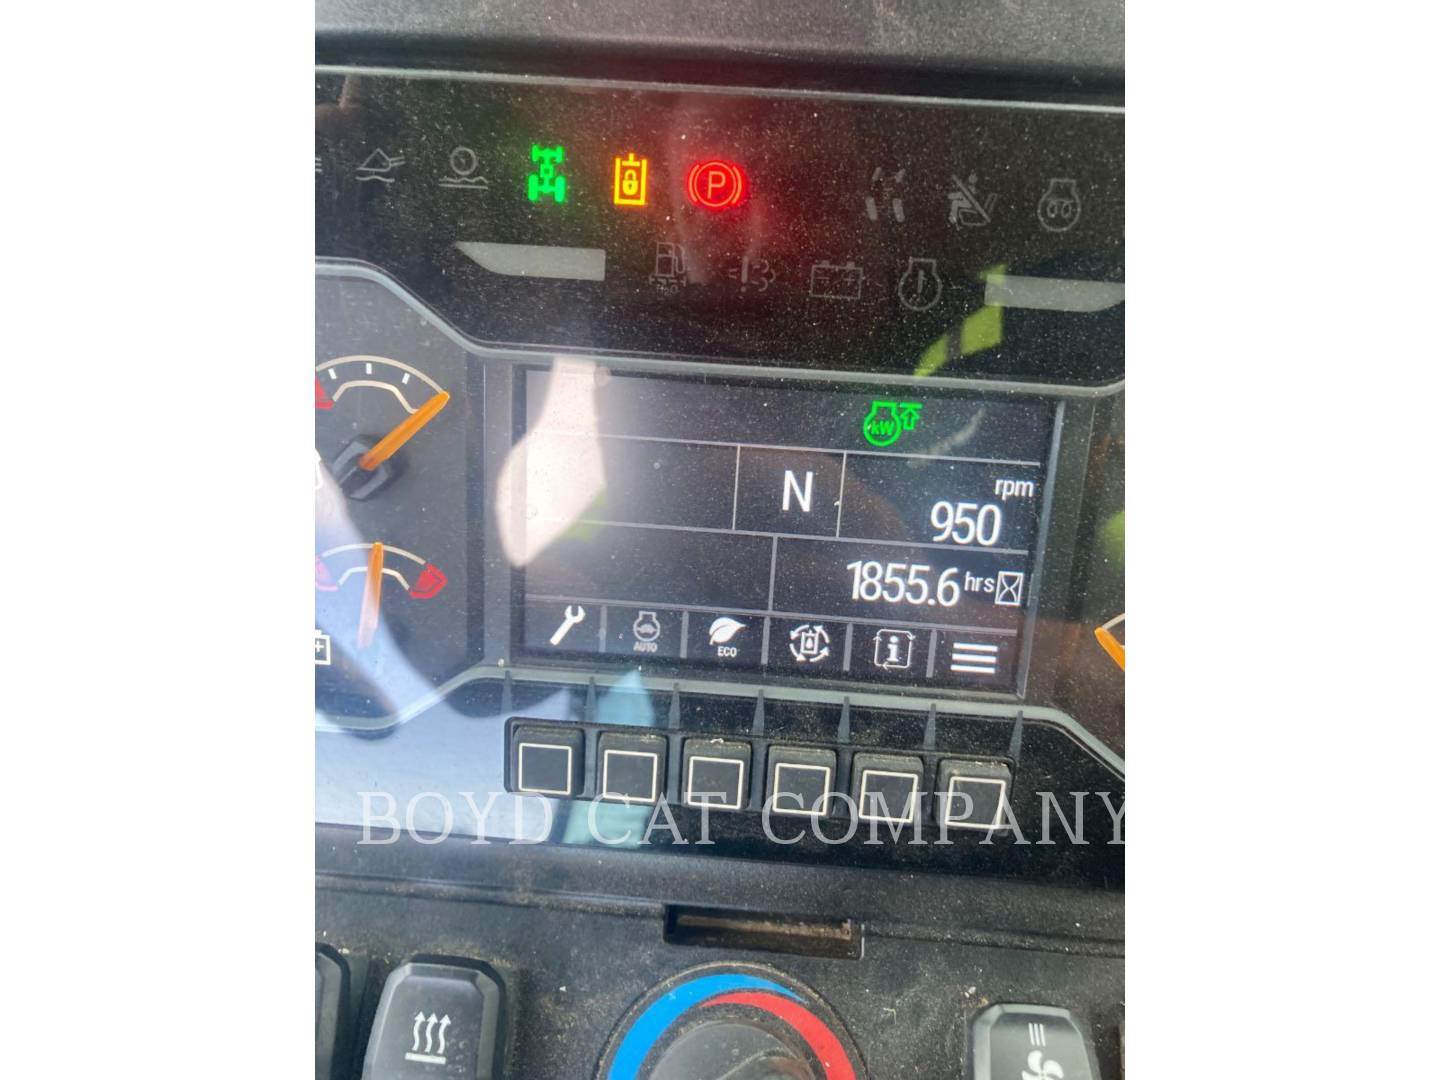 P
kW
N
rpm
950
1855.6 hrs
AUTO
ECO
i
BOYD CAT COMPANY